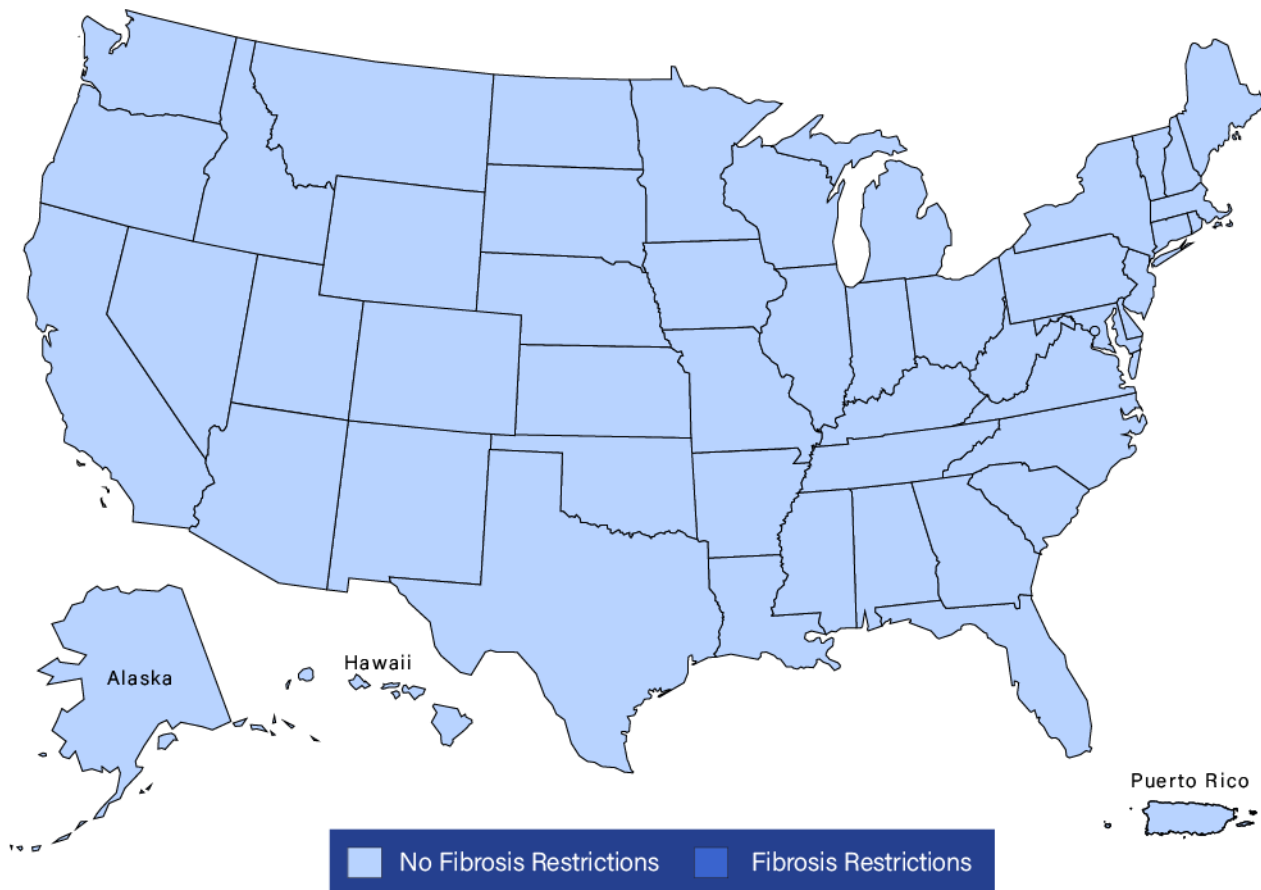 Alaska
Hawaii
Puerto Rico
No Fibrosis Restrictions
Fibrosis Restrictions